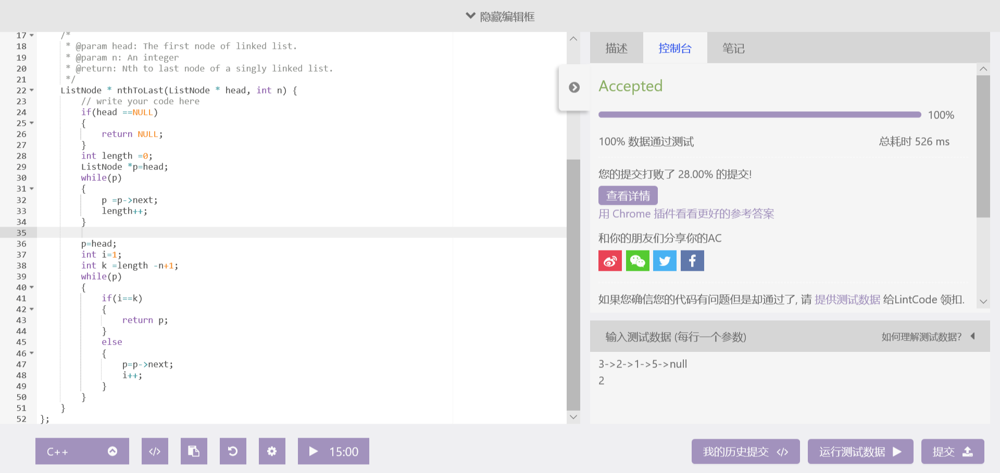 隐藏编辑框
17 /*
18 * @param head: The first node of linked list.
19 * @param n: An integer
20 * @return: Nth to last node of a singly linked list.
21 */
22 ListNode * nthToLast(ListNode * head, int n) {
23 // write your code here
24 if(head ==NULL)
25 {
26 return NULL;
27 }
28 int length =0;
29 ListNode *p=head;
30 while(p)
31 {
32 p =p->next;
33 length++;
34 }
35
36 p=head;
37 int i=1;
38 int k =length -n+1;
39 while(p)
40 {
41 if(i==k)
42 {
43 return p;
44 }
45 else
46 {
47 p=p->next;
48 i++;
49 }
50 }
51 }
52 };
描述 控制台 笔记
Accepted
100%
100% 数据通过测试 总耗时 526 ms
您的提交打败了 28.00% 的提交!
查看详情
用 Chrome 插件看看更好的参考答案
和你的朋友们分享你的AC
如果您确信您的代码有问题但是却通过了, 请 提供测试数据 给LintCode 领扣.
输入测试数据 (每行一个参数) 如何理解测试数据?
3->2->1->5->null
2
C++ </> 15:00 我的历史提交 </> 运行测试数据 提交